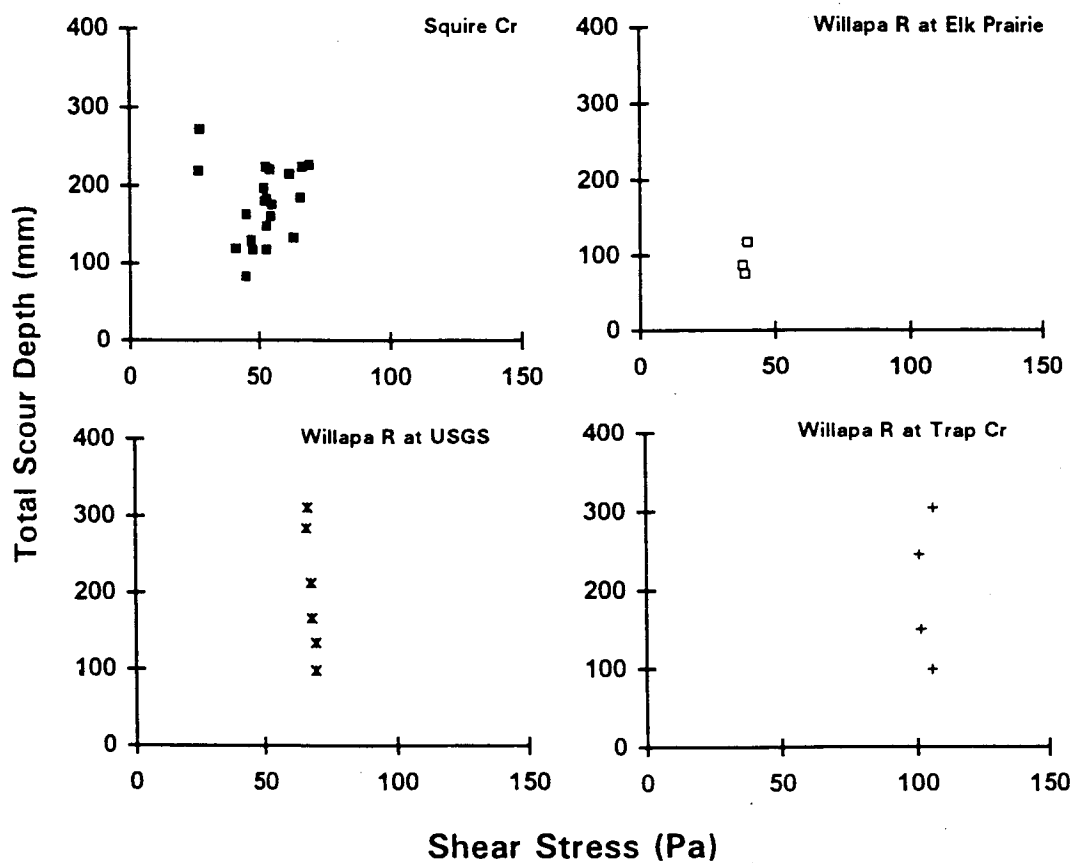 Total Scour Depth (mm)
Squire Cr
400
300
200
100
0
0 50 100 150
Willapa R at Elk Prairie
400
300
200
100
0
0 50 100 150
Willapa R at USGS
400
300
200
100
0
0 50 100 150
Willapa R at Trap Cr
400
300
200
100
0
0 50 100 150
Shear Stress (Pa)